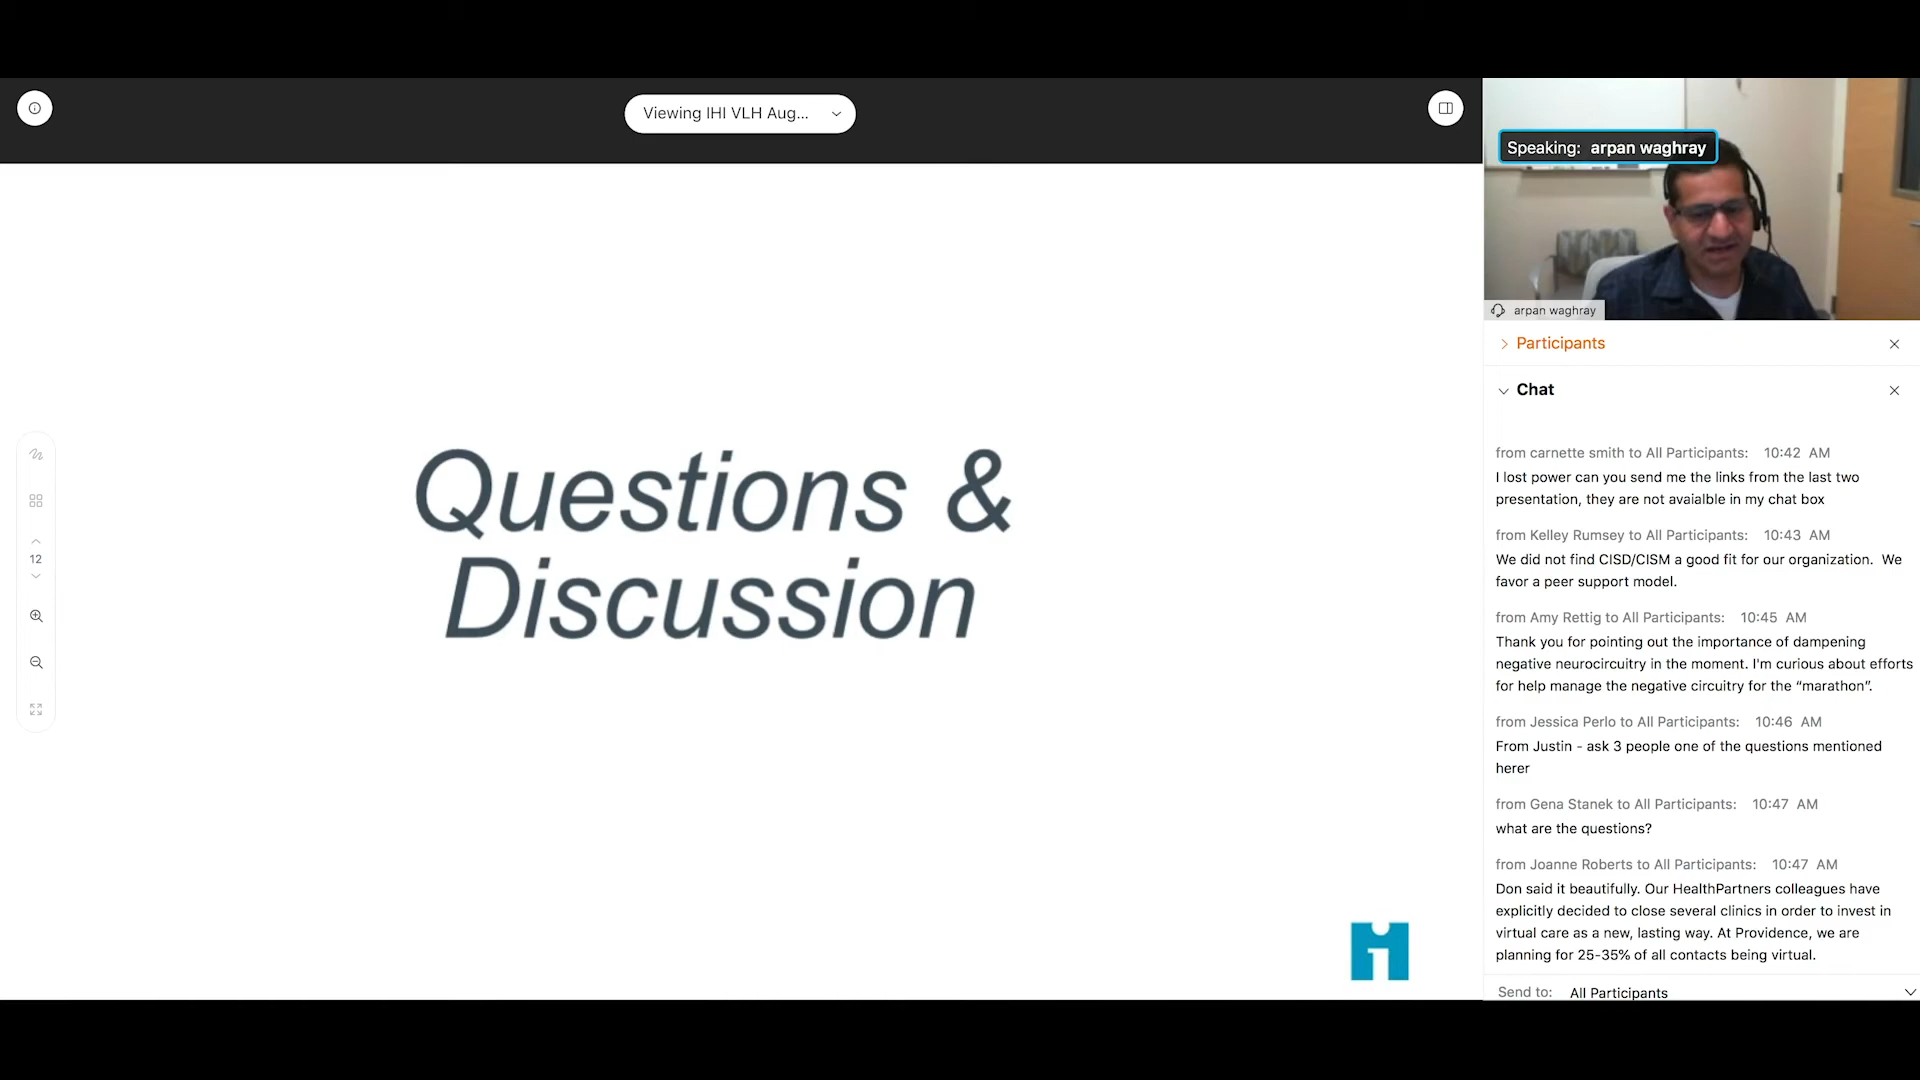 Viewing IHI VLH Aug...
Speaking: arpan waghray
arpan waghray
Participants
Chat
from carnette smith to All Participants: 10:42 AM
I lost power can you send me the links from the last two
presentation, they are not avaialble in my chat box
from Kelley Rumsey to All Participants: 10:43 AM
We did not find CISD/CISM a good fit for our organization. We
favor a peer support model.
from Amy Rettig to All Participants: 10:45 AM
Thank you for pointing out the importance of dampening
negative neurocircuitry in the moment. I'm curious about efforts
for help manage the negative circuitry for the “marathon”.
from Jessica Perlo to All Participants: 10:46 AM
From Justin - ask 3 people one of the questions mentioned
herer
from Gena Stanek to All Participants: 10:47 AM
what are the questions?
from Joanne Roberts to All Participants: 10:47 AM
Don said it beautifully. Our HealthPartners colleagues have
explicitly decided to close several clinics in order to invest in
virtual care as a new, lasting way. At Providence, we are
planning for 25-35% of all contacts being virtual.
Send to: All Participants
Questions &
Discussion
12